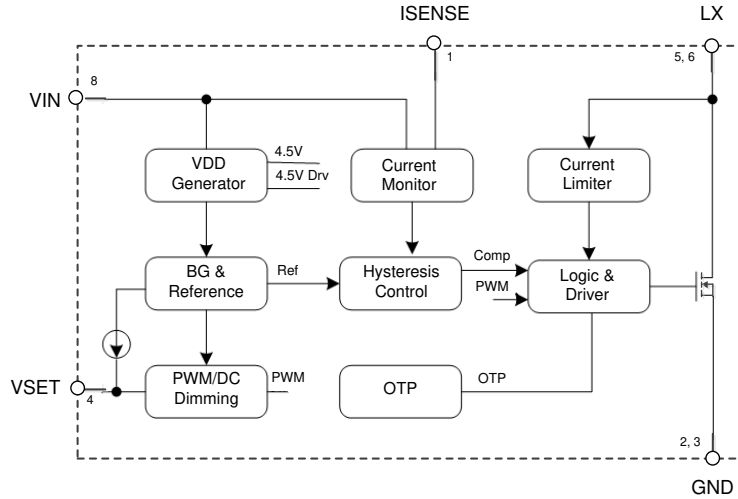 ISENSE
LX
1
5, 6
8
VIN
VDD
Generator
4.5V
4.5V Drv
Current
Monitor
Current
Limiter
BG &
Reference
Ref
Hysteresis
Control
Comp
PWM
Logic &
Driver
VSET
4
PWM/DC
Dimming
PWM
OTP
OTP
2, 3
GND